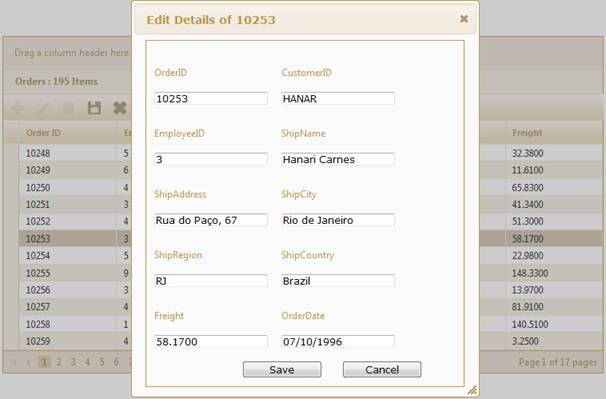 Edit Details of 10253
Drag a column header here
Orders : 195 Items
OrderID CustomerID
10253 HANAR
EmployeeID ShipName
3 Hanari Carnes
ShipAddress ShipCity
Rua do Paço, 67 Rio de Janeiro
ShipRegion ShipCountry
RJ Brazil
Freight OrderDate
58.1700 07/10/1996
Save Cancel
Order ID Freight
10248 5 32.3800
10249 6 11.6100
10250 4 65.8300
10251 3 41.3400
10252 4 51.3000
10253 3 58.1700
10254 5 22.9800
10255 9 148.3300
10256 3 13.9700
10257 4 81.9100
10258 1 140.5100
10259 4 3.2500
1 2 3 4 5 6 Page 1 of 17 pages